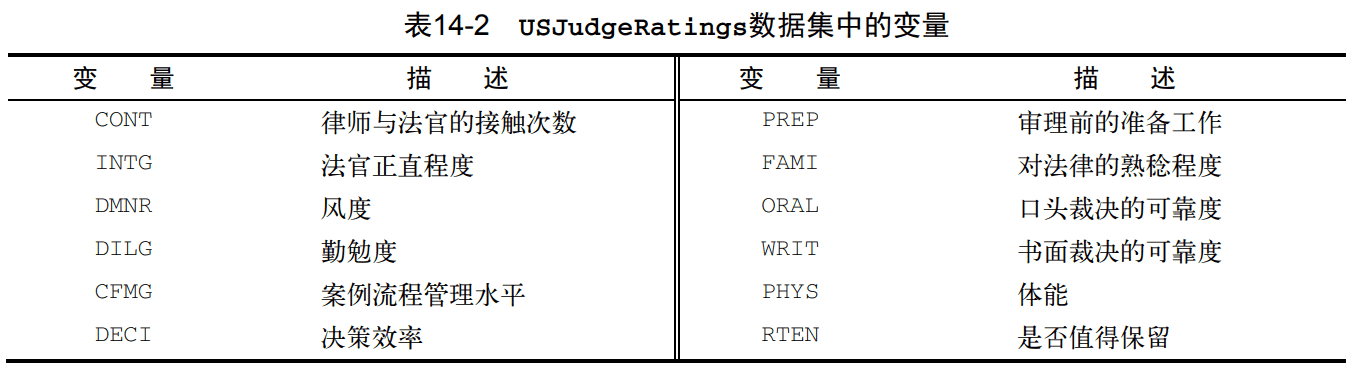 表14-2 USJudgeRatings数据集中的变量
变 量 描 述 变 量 描 述
CONT 律师与法官的接触次数 PREP 审理前的准备工作
INTG 法官正直程度 FAMI 对法律的熟稔程度
DMNR 风度 ORAL 口头裁决的可靠度
DILG 勤勉度 WRIT 书面裁决的可靠度
CFMG 案例流程管理水平 PHYS 体能
DECI 决策效率 RTEN 是否值得保留